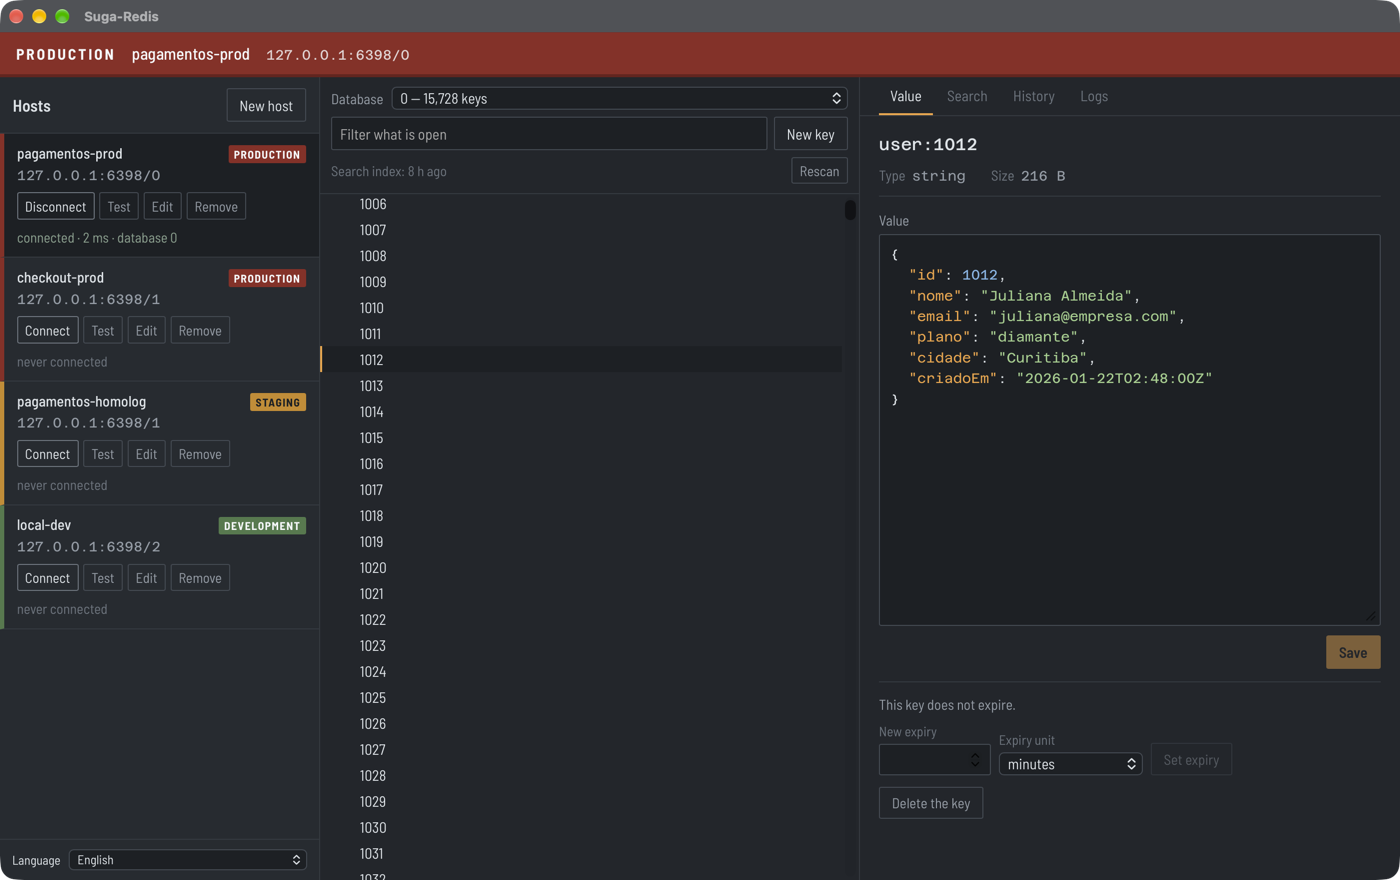 Suga-Redis
PRODUCTION pagamentos-prod 127.0.0.1:6398/0
Hosts
New host
pagamentos-prod PRODUCTION
127.0.0.1:6398/0
Disconnect Test Edit Remove
connected · 2 ms · database 0
checkout-prod PRODUCTION
127.0.0.1:6398/1
Connect Test Edit Remove
never connected
pagamentos-homolog STAGING
127.0.0.1:6398/1
Connect Test Edit Remove
never connected
local-dev DEVELOPMENT
127.0.0.1:6398/2
Connect Test Edit Remove
never connected
Language English
Database 0 — 15,728 keys
Filter what is open New key
Search index: 8 h ago Rescan
1006
1007
1008
1009
1010
1011
1012
1013
1014
1015
1016
1017
1018
1019
1020
1021
1022
1023
1024
1025
1026
1027
1028
1029
1030
1031
1032
Value Search History Logs
user:1012
Type string Size 216 B
Value
{
"id": 1012,
"nome": "Juliana Almeida",
"email": "juliana@empresa.com",
"plano": "diamante",
"cidade": "Curitiba",
"criadoEm": "2026-01-22T02:48:00Z"
}
Save
This key does not expire.
New expiry
Expiry unit
minutes
Set expiry
Delete the key